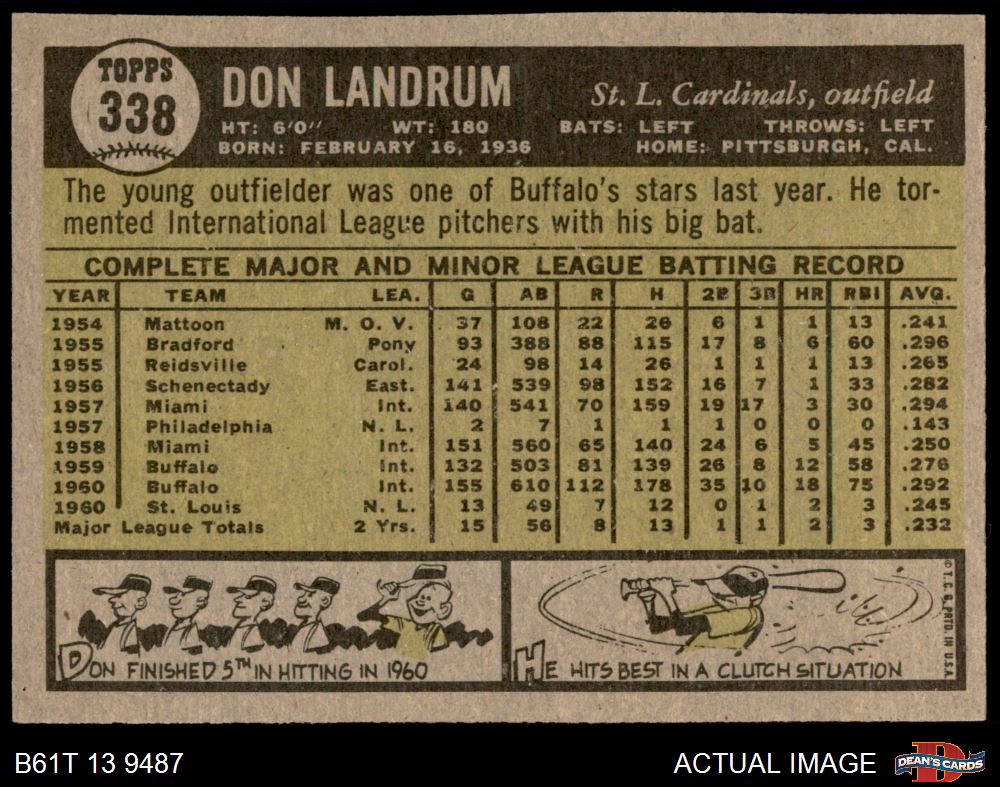 TOPPS
338
DON LANDRUM
St. L. Cardinals, outfield
HT: 6'0" WT: 180 BATS: LEFT THROWS: LEFT
BORN: FEBRUARY 16, 1936 HOME: PITTSBURGH, CAL.
The young outfielder was one of Buffalo's stars last year. He tor-
mented International League pitchers with his big bat.
COMPLETE MAJOR AND MINOR LEAGUE BATTING RECORD
YEAR TEAM LEA. G AB R H 2B 3B HR RBI AVG.
1954 Mattoon M. O. V. 37 108 22 26 6 1 1 13 .241
1955 Bradford Pony 93 388 88 115 17 8 6 60 .296
1955 Reidsville Carol. 24 98 14 26 1 1 1 13 .265
1956 Schenectady East. 141 539 98 152 16 7 1 33 .282
1957 Miami Int. 140 541 70 159 19 17 3 30 .294
1957 Philadelphia N. L. 2 7 1 1 1 0 0 0 .143
1958 Miami Int. 151 560 65 140 24 6 5 45 .250
1959 Buffalo Int. 132 503 81 139 26 8 12 58 .276
1960 Buffalo Int. 155 610 112 178 35 10 18 75 .292
1960 St. Louis N. L. 13 49 7 12 0 1 2 3 .245
Major League Totals 2 Yrs. 15 56 8 13 1 1 2 3 .232
DON FINISHED 5TH IN HITTING IN 1960
HE HITS BEST IN A CLUTCH SITUATION
© T. C. G. PRTD. IN U.S.A.
B61T 13 9487
ACTUAL IMAGE
DEAN'S CARDS